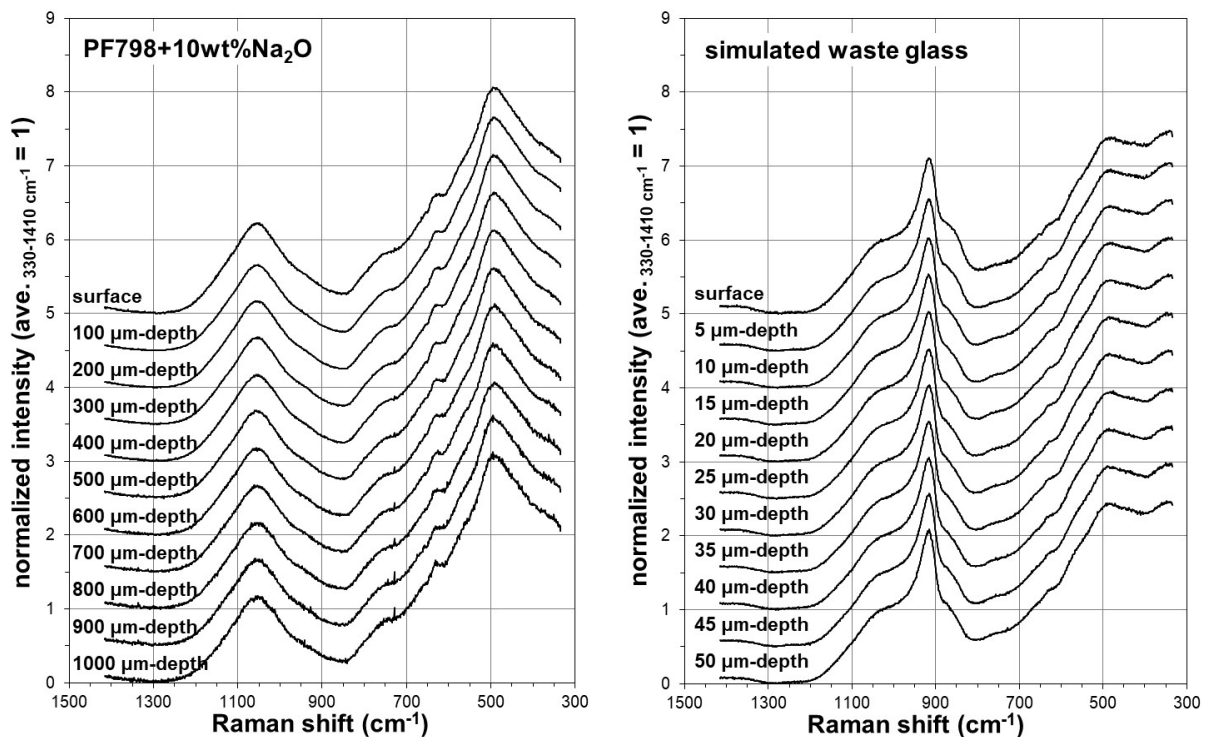 PF798+10wt%Na₂O
normalized intensity (ave. 330-1410 cm⁻¹ = 1)
9
8
7
6
5
4
3
2
1
0
surface
100 µm-depth
200 µm-depth
300 µm-depth
400 µm-depth
500 µm-depth
600 µm-depth
700 µm-depth
800 µm-depth
900 µm-depth
1000 µm-depth
1500 1300 1100 900 700 500 300
Raman shift (cm⁻¹)
simulated waste glass
normalized intensity (ave. 330-1410 cm⁻¹ = 1)
9
8
7
6
5
4
3
2
1
0
surface
5 µm-depth
10 µm-depth
15 µm-depth
20 µm-depth
25 µm-depth
30 µm-depth
35 µm-depth
40 µm-depth
45 µm-depth
50 µm-depth
1500 1300 1100 900 700 500 300
Raman shift (cm⁻¹)